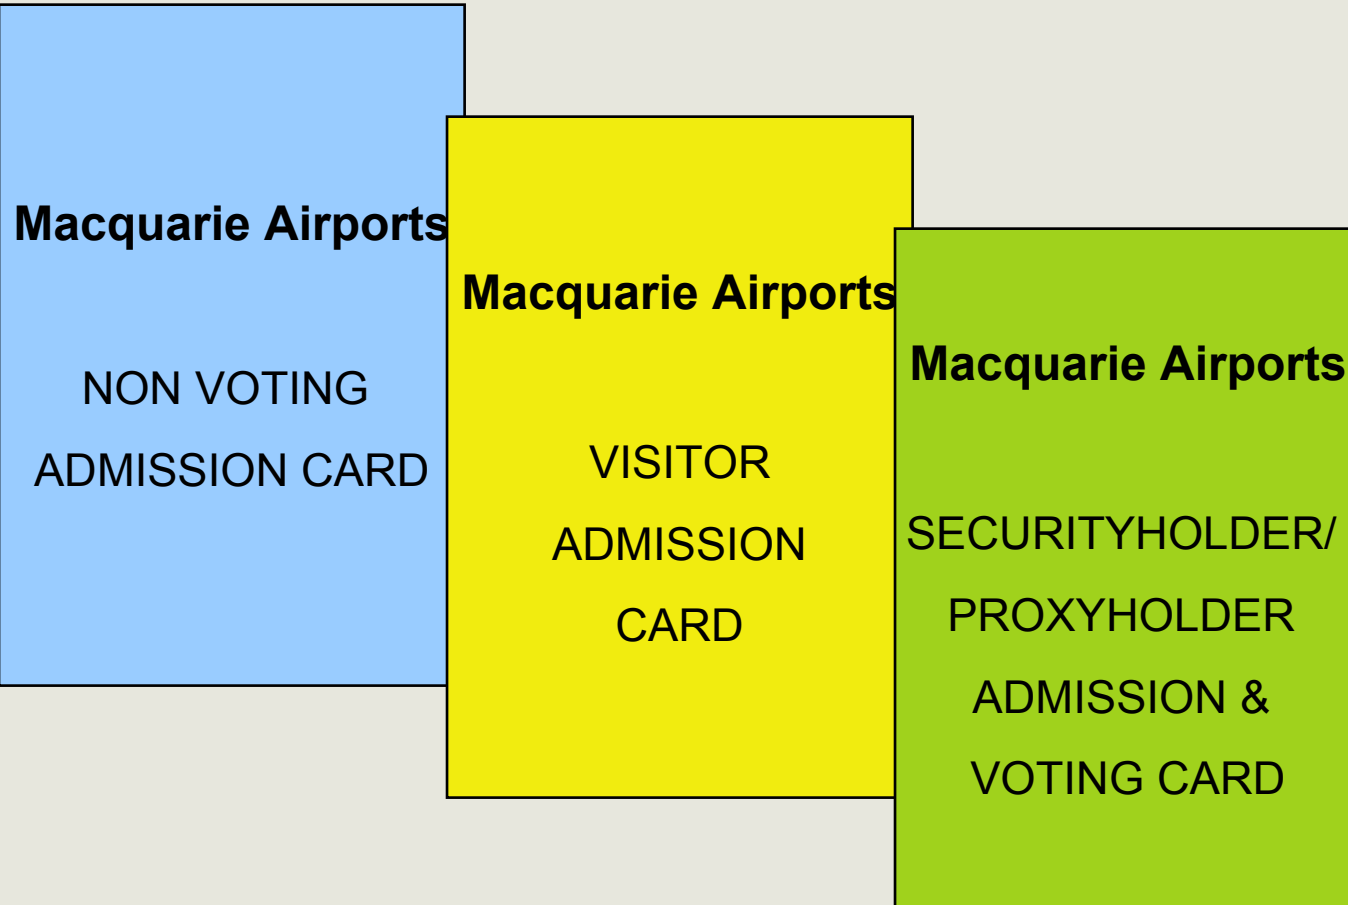 Macquarie Airports
NON VOTING
ADMISSION CARD
Macquarie Airports
VISITOR
ADMISSION
CARD
Macquarie Airports
SECURITYHOLDER/
PROXYHOLDER
ADMISSION &
VOTING CARD